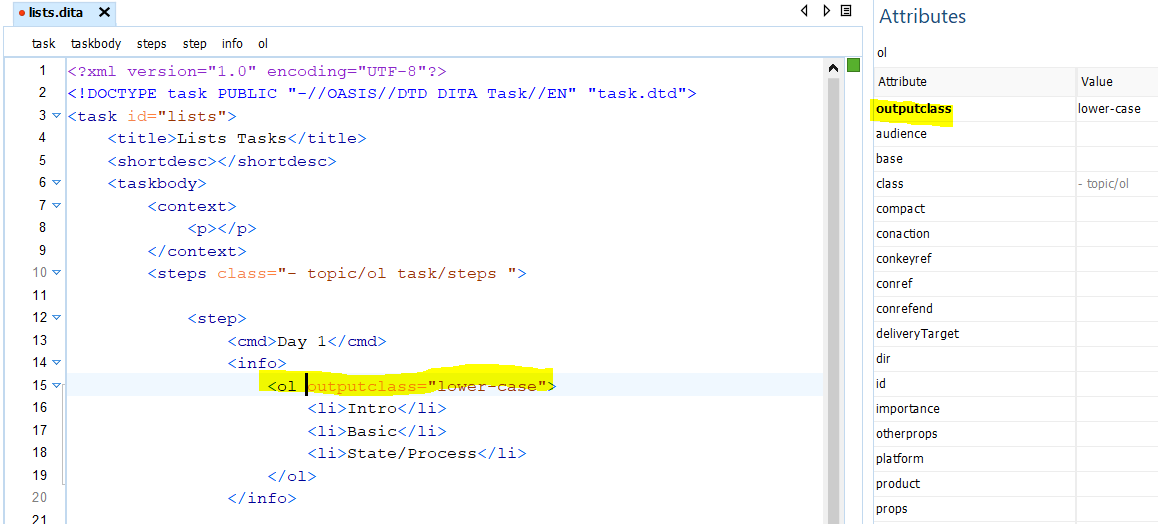 lists.dita
Attributes
task taskbody steps step info ol
ol
Attribute Value
1 <?xml version="1.0" encoding="UTF-8"?>
2 <!DOCTYPE task PUBLIC "-//OASIS//DTD DITA Task//EN" "task.dtd">
3 <task id="lists">
4 <title>Lists Tasks</title>
5 <shortdesc></shortdesc>
6 <taskbody>
7 <context>
8 <p></p>
9 </context>
10 <steps class="- topic/ol task/steps ">
11
12 <step>
13 <cmd>Day 1</cmd>
14 <info>
15 <ol outputclass="lower-case">
16 <li>Intro</li>
17 <li>Basic</li>
18 <li>State/Process</li>
19 </ol>
20 </info>
21
outputclass lower-case
audience
base
class - topic/ol
compact
conaction
conkeyref
conref
conrefend
deliveryTarget
dir
id
importance
otherprops
platform
product
props